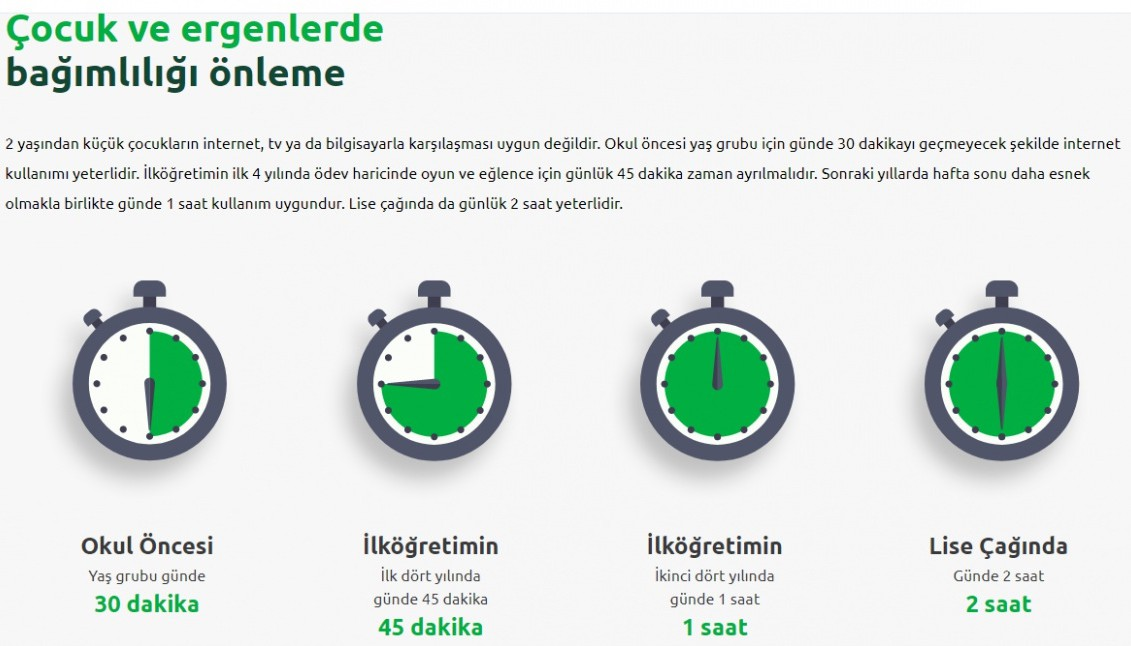 Çocuk ve ergenlerde
bağımlılığı önleme
2 yaşından küçük çocukların internet, tv ya da bilgisayarla karşılaşması uygun değildir. Okul öncesi yaş grubu için günde 30 dakikayı geçmeyecek şekilde internet
kullanımı yeterlidir. İlköğretimin ilk 4 yılında ödev haricinde oyun ve eğlence için günlük 45 dakika zaman ayrılmalıdır. Sonraki yıllarda hafta sonu daha esnek
olmakla birlikte günde 1 saat kullanım uygundur. Lise çağında da günlük 2 saat yeterlidir.
Okul Öncesi
Yaş grubu günde
30 dakika
İlköğretimin
İlk dört yılında
günde 45 dakika
45 dakika
İlköğretimin
İkinci dört yılında
günde 1 saat
1 saat
Lise Çağında
Günde 2 saat
2 saat